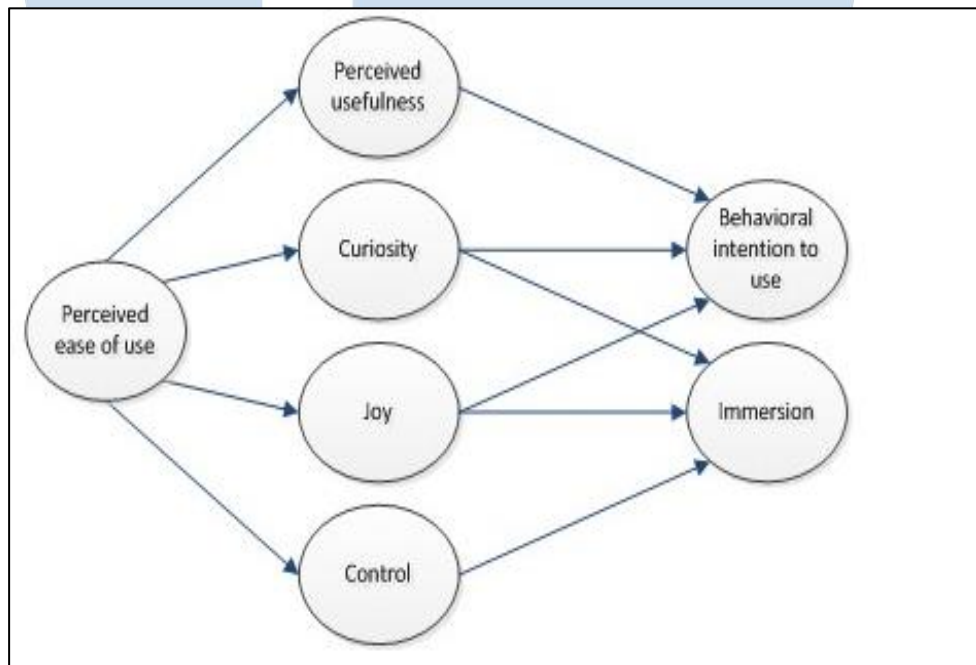 Perceived
usefulness
Curiosity
Behavioral
intention to
use
Perceived
ease of use
Joy
Immersion
Control